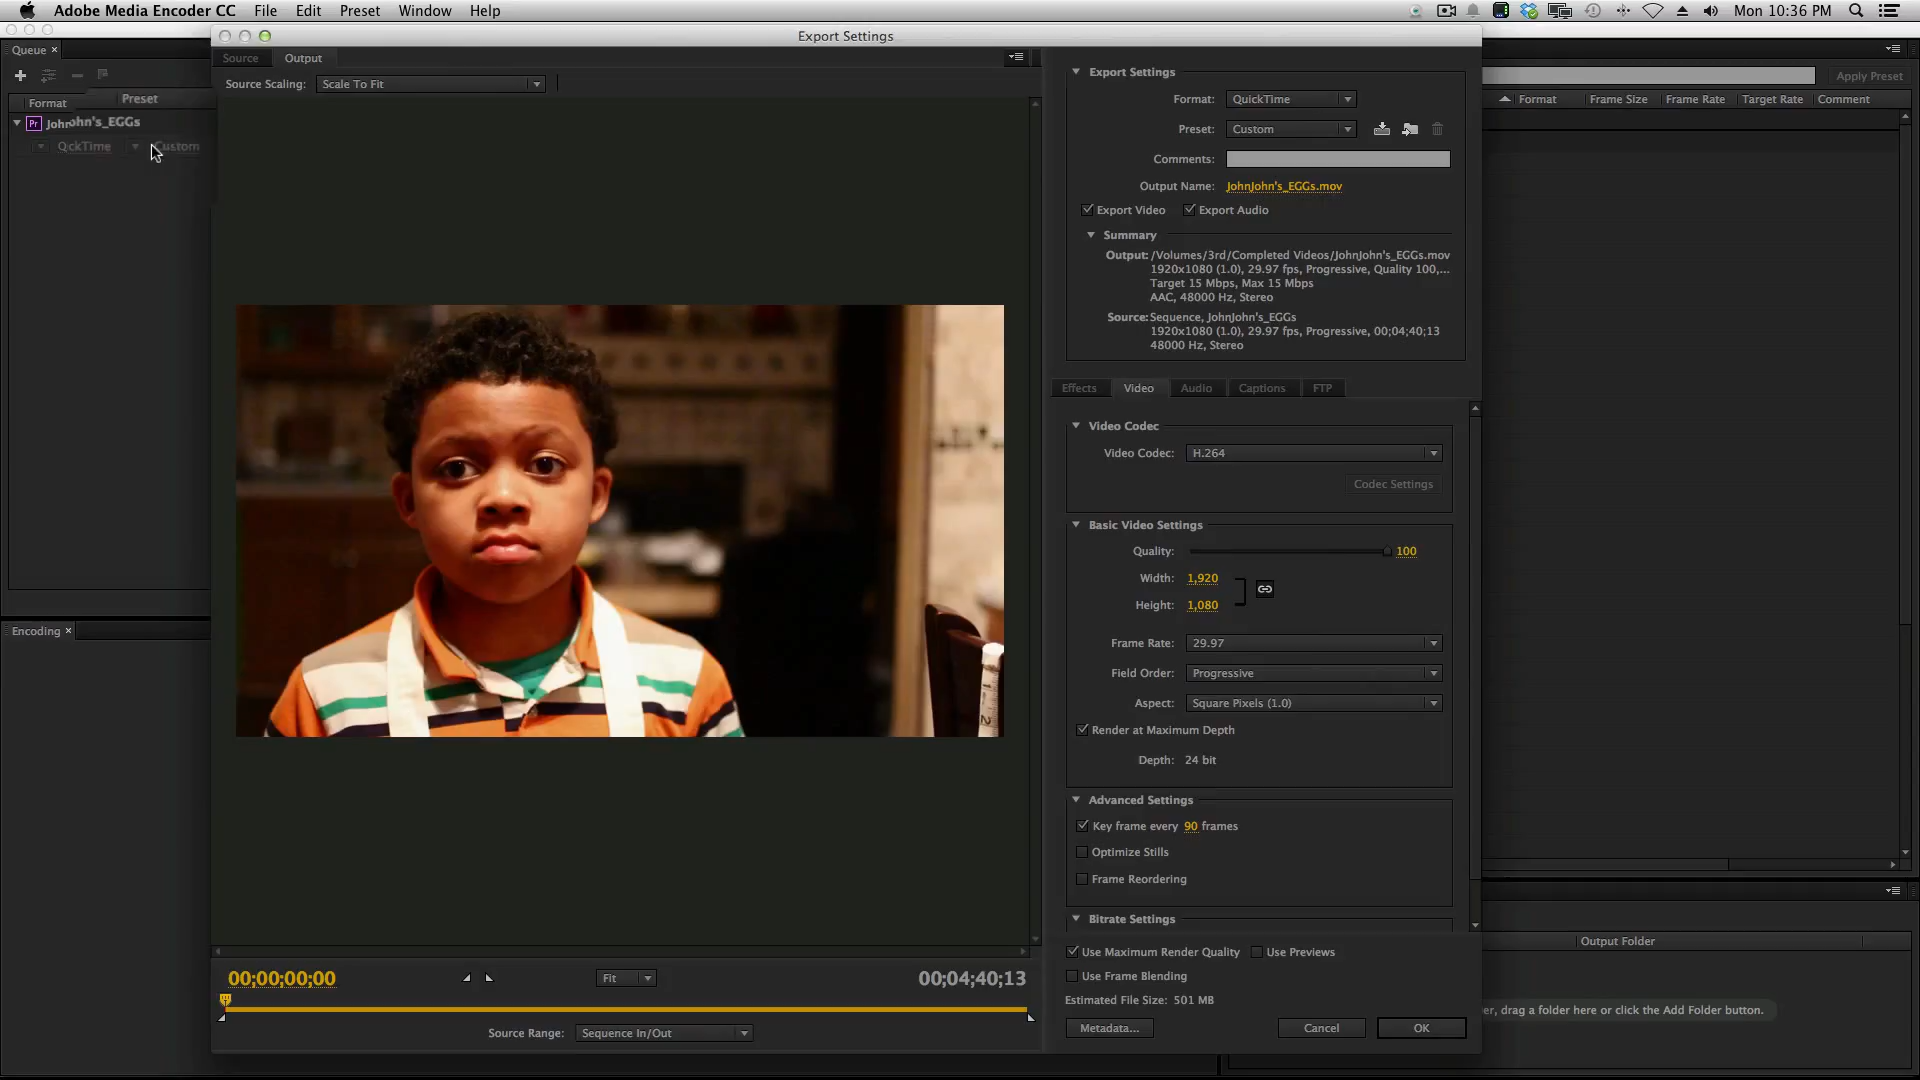 Adobe Media Encoder CC File Edit Preset Window Help Mon 10:36 PM
Export Settings
Queue
Source Output
Source Scaling: Scale To Fit
Format Preset
Pr
QickTime Custom
Encoding
Export Settings
Format: QuickTime
Preset: Custom
Comments:
Output Name: JohnJohn's_EGGs.mov
Export Video Export Audio
Summary
Output: /Volumes/3rd/Completed Videos/JohnJohn's_EGGs.mov
1920x1080 (1.0), 29.97 fps, Progressive, Quality 100,...
Target 15 Mbps, Max 15 Mbps
AAC, 48000 Hz, Stereo
Source: Sequence, JohnJohn's_EGGs
1920x1080 (1.0), 29.97 fps, Progressive, 00;04;40;13
48000 Hz, Stereo
Effects Video Audio Captions FTP
Video Codec
Video Codec: H.264
Codec Settings
Basic Video Settings
Quality: 100
Width: 1,920
Height: 1,080
Frame Rate: 29.97
Field Order: Progressive
Aspect: Square Pixels (1.0)
Render at Maximum Depth
Depth: 24 bit
Advanced Settings
Key frame every 90 frames
Optimize Stills
Frame Reordering
Bitrate Settings
Use Maximum Render Quality Use Previews
Use Frame Blending
Estimated File Size: 501 MB
Metadata... Cancel OK
00;00;00;00 Fit 00;04;40;13
Source Range: Sequence In/Out
Apply Preset
Format Frame Size Frame Rate Target Rate Comment
Output Folder
er, drag a folder here or click the Add Folder button.
2